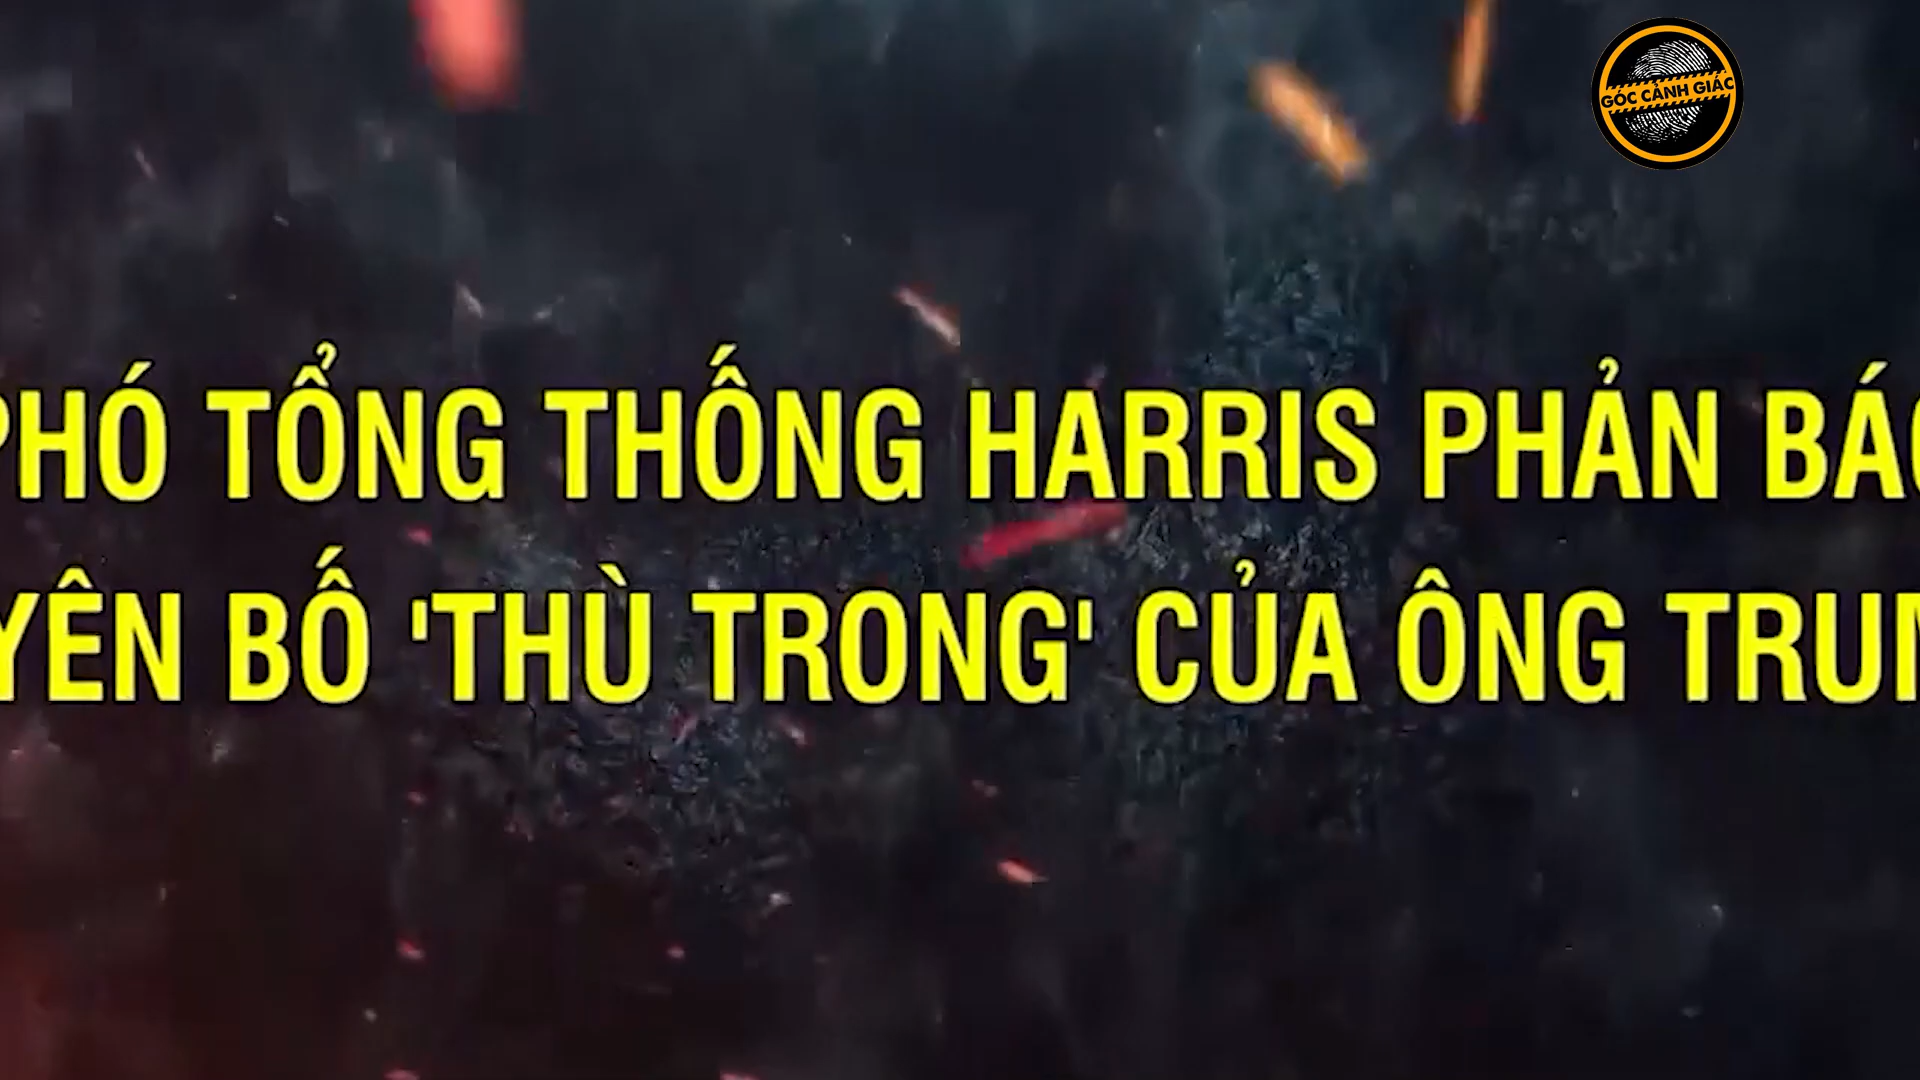 GÓC CẢNH GIÁC
PHÓ TỔNG THỐNG HARRIS PHẢN BÁC
YÊN BỐ 'THÙ TRONG' CỦA ÔNG TRUM